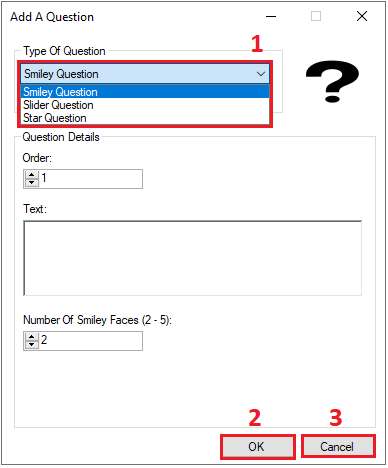 Add A Question
Type Of Question
1
Smiley Question
Smiley Question
Slider Question
Star Question
?
Question Details
Order:
1
Text:
Number Of Smiley Faces (2 - 5):
2
2
3
OK
Cancel